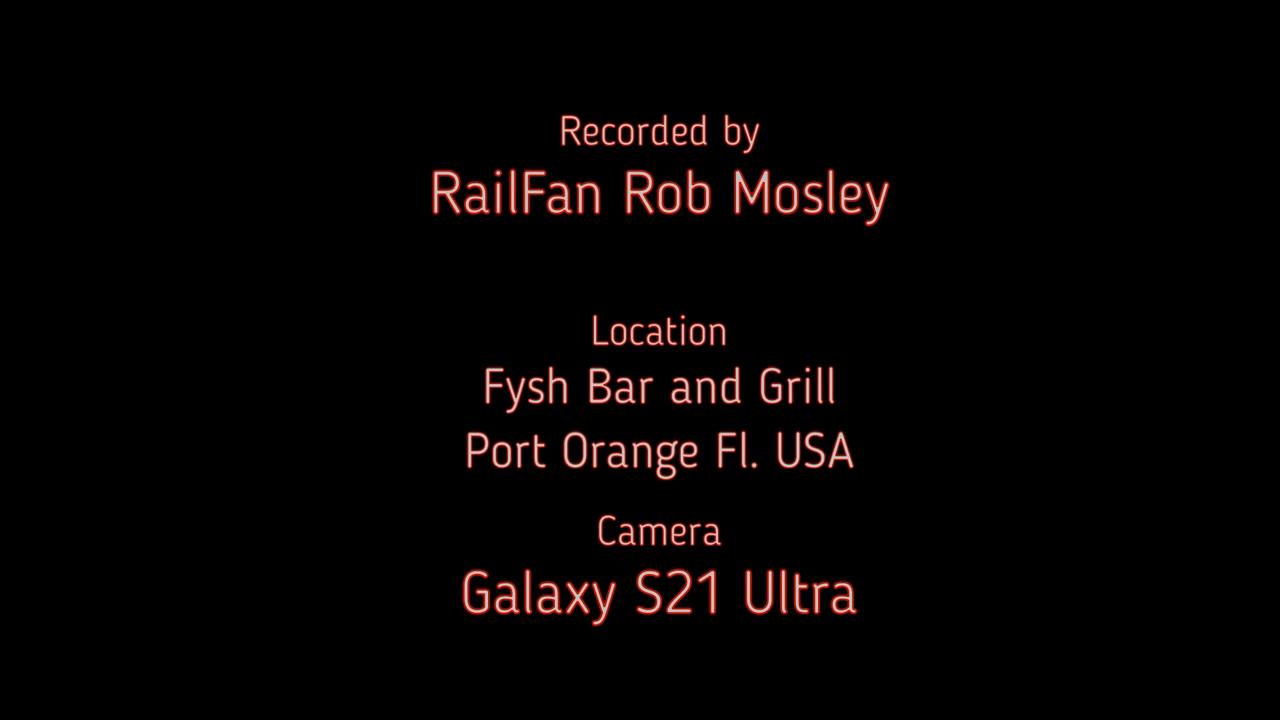 Recorded by
RailFan Rob Mosley
Location
Fysh Bar and Grill
Port Orange Fl. USA
Camera
Galaxy S21 Ultra